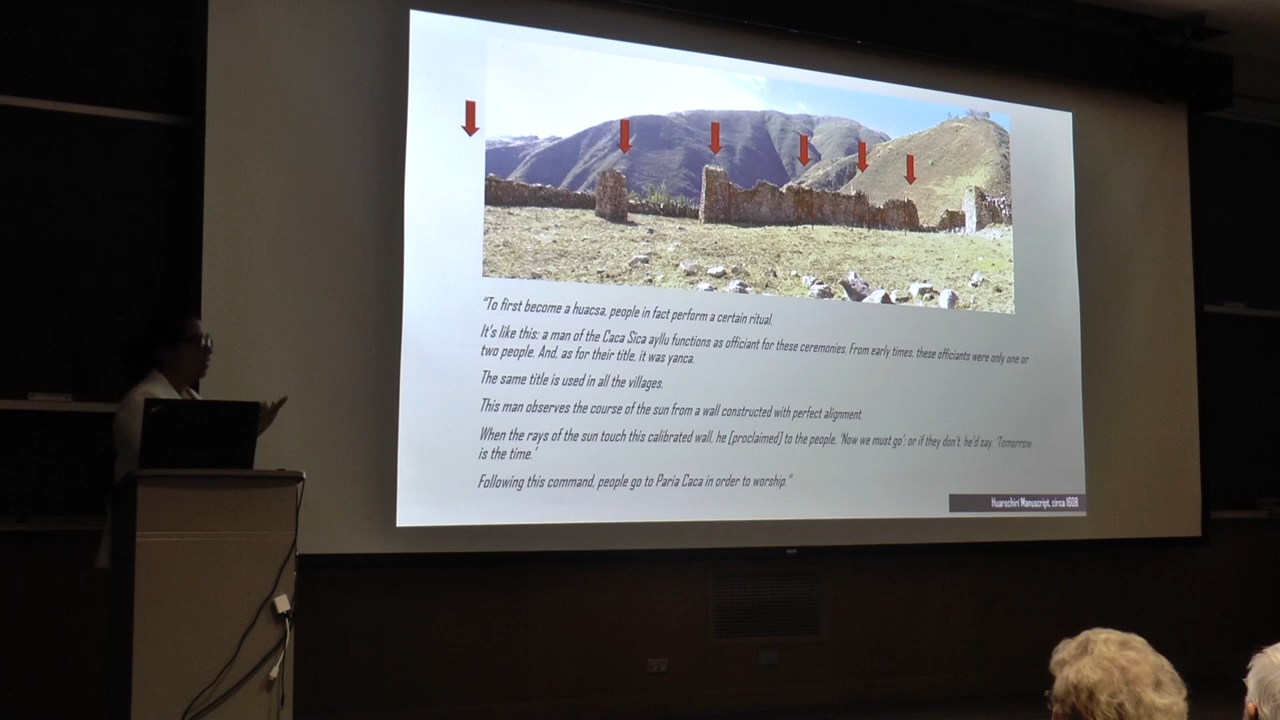 “To first become a huacsa, people in fact perform a certain ritual.
It's like this: a man of the Caca Sica ayllu functions as officiant for these ceremonies. From early times, these officiants were only one or
two people. And, as for their title, it was yanca.
The same title is used in all the villages.
This man observes the course of the sun from a wall constructed with perfect alignment.
When the rays of the sun touch this calibrated wall, he [proclaimed] to the people, ‘Now we must go’; or if they don't, he'd say, ‘Tomorrow
is the time.’
Following this command, people go to Paria Caca in order to worship.”
Huarochirí Manuscript, circa 1608